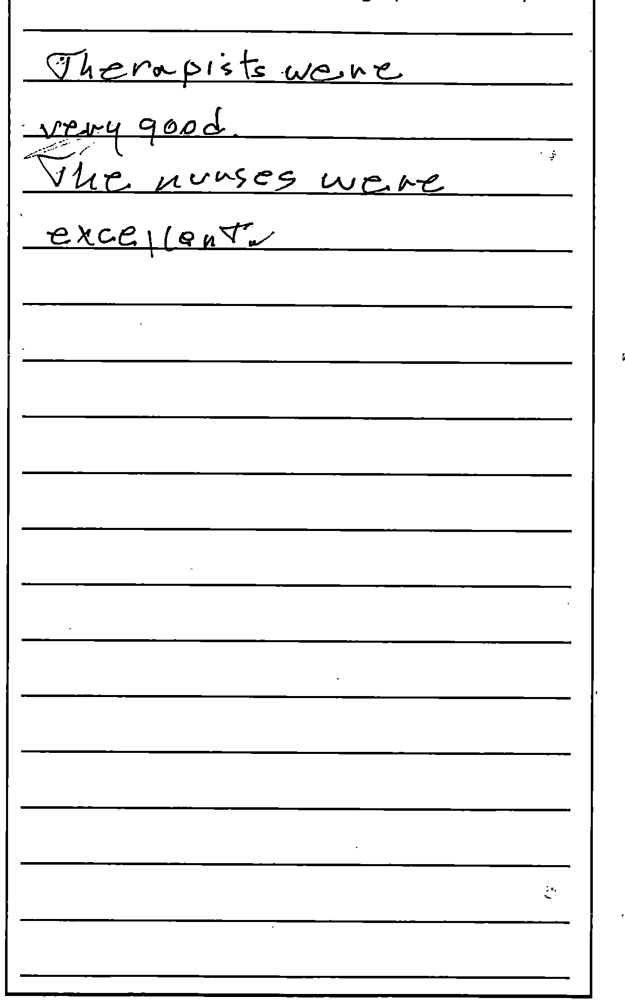 Therapists were
very good.
The nurses were
excellent.